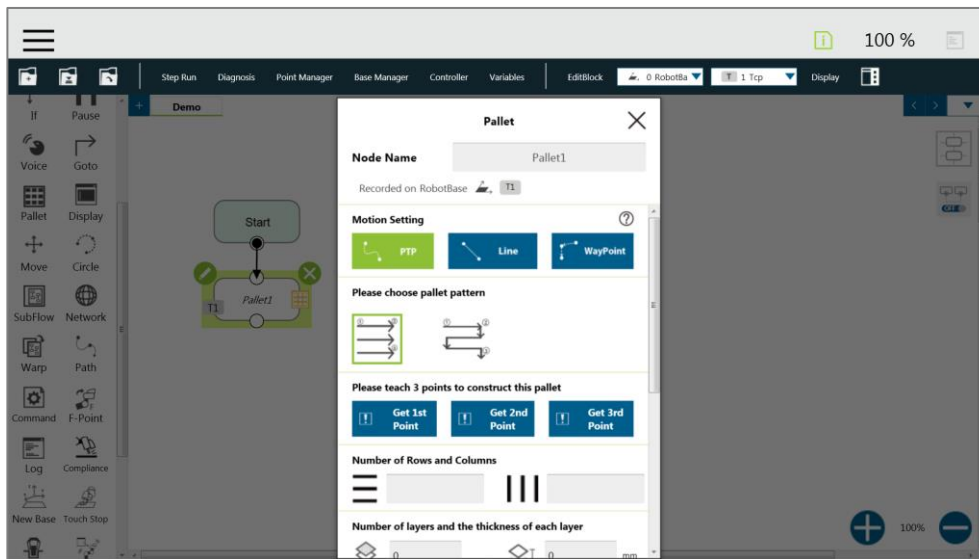 100 %
Step Run Diagnosis Point Manager Base Manager Controller Variables EditBlock 0 RobotBa T 1 Tcp Display
If Pause
+ Demo
Voice Goto
Pallet Display
Move Circle
SubFlow Network
Warp Path
Command F-Point
Log Compliance
New Base Touch Stop
Start
T1 Pallet1
Pallet
Node Name Pallet1
Recorded on RobotBase T1
Motion Setting
PTP Line WayPoint
Please choose pallet pattern
Please teach 3 points to construct this pallet
Get 1st Point
Get 2nd Point
Get 3rd Point
Number of Rows and Columns
Number of layers and the thickness of each layer
0 0 mm
OFF
100%